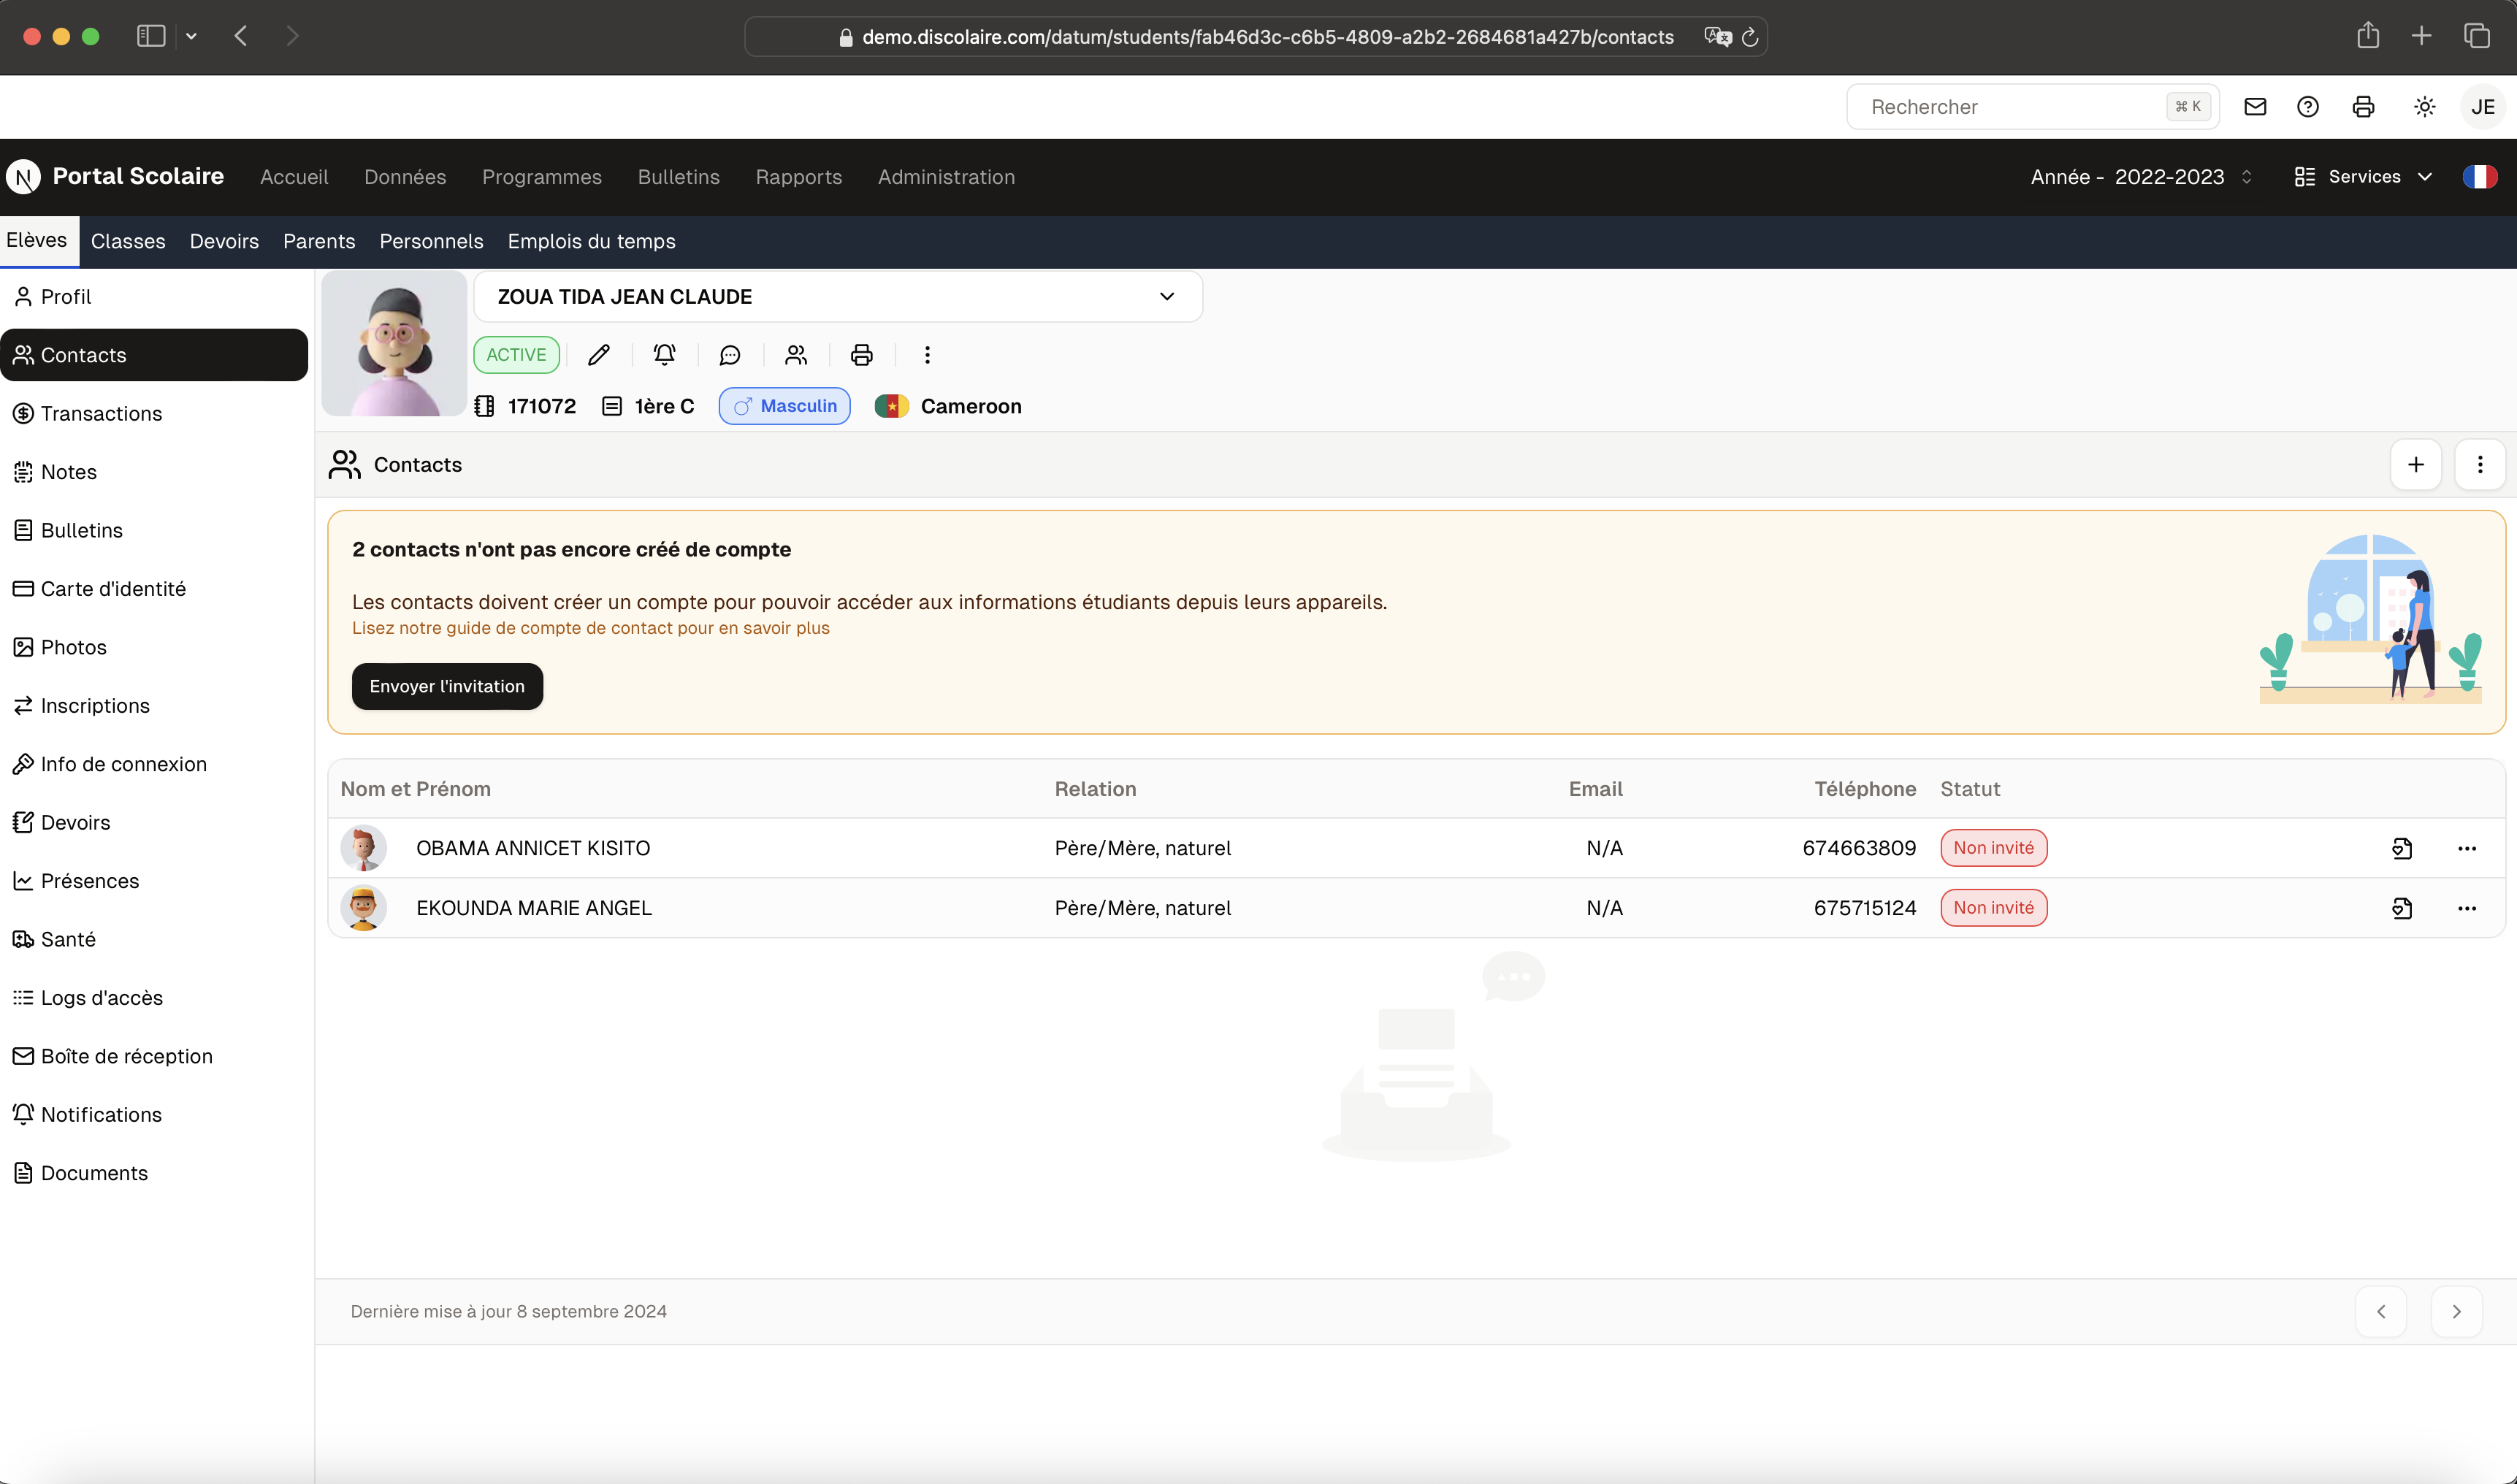 demo.discolaire.com/datum/students/fab46d3c-c6b5-4809-a2b2-2684681a427b/contacts
Rechercher ⌘ K JE
N Portal Scolaire Accueil Données Programmes Bulletins Rapports Administration Année - 2022-2023 Services
Elèves Classes Devoirs Parents Personnels Emplois du temps
Profil
Contacts
Transactions
Notes
Bulletins
Carte d'identité
Photos
Inscriptions
Info de connexion
Devoirs
Présences
Santé
Logs d'accès
Boîte de réception
Notifications
Documents
ZOUA TIDA JEAN CLAUDE
ACTIVE
171072 1ère C Masculin Cameroon
Contacts
2 contacts n'ont pas encore créé de compte
Les contacts doivent créer un compte pour pouvoir accéder aux informations étudiants depuis leurs appareils.
Lisez notre guide de compte de contact pour en savoir plus
Envoyer l'invitation
Nom et Prénom Relation Email Téléphone Statut
OBAMA ANNICET KISITO Père/Mère, naturel N/A 674663809 Non invité
EKOUNDA MARIE ANGEL Père/Mère, naturel N/A 675715124 Non invité
Dernière mise à jour 8 septembre 2024